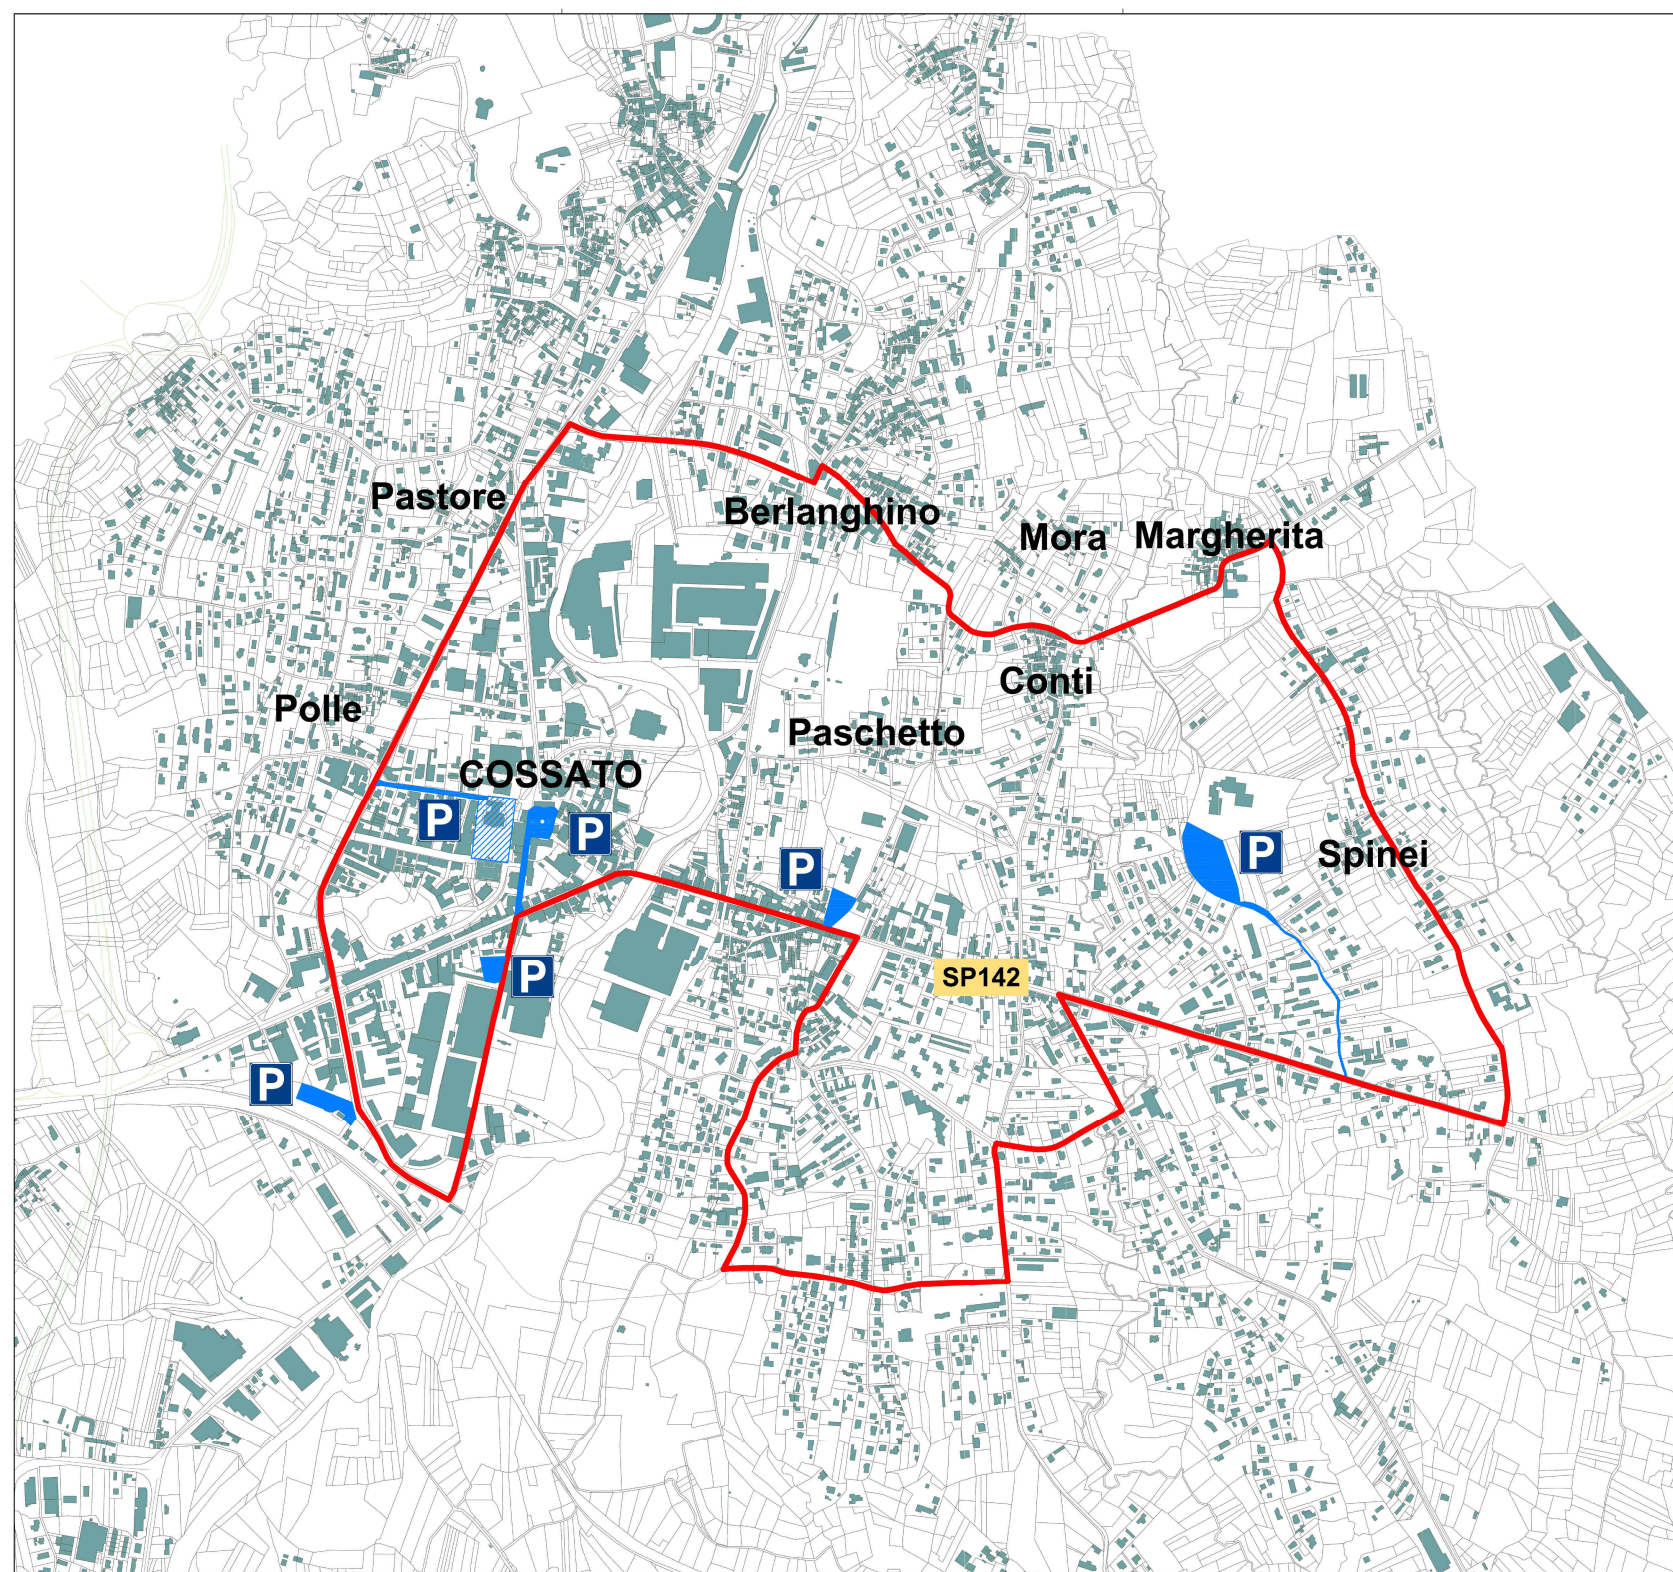 Pastore
Berlanghino
Mora
Margherita
Conti
Polle
Paschetto
COSSATO
P
P
P
P
Spinei
P
SP142
P